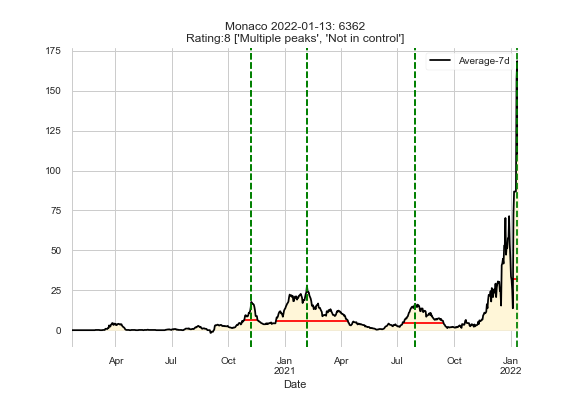 Monaco 2022-01-13: 6362
Rating:8 ['Multiple peaks', 'Not in control']
Average-7d
175
150
125
100
75
50
25
0
Apr Jul Oct Jan Apr Jul Oct Jan
2021 2022
Date